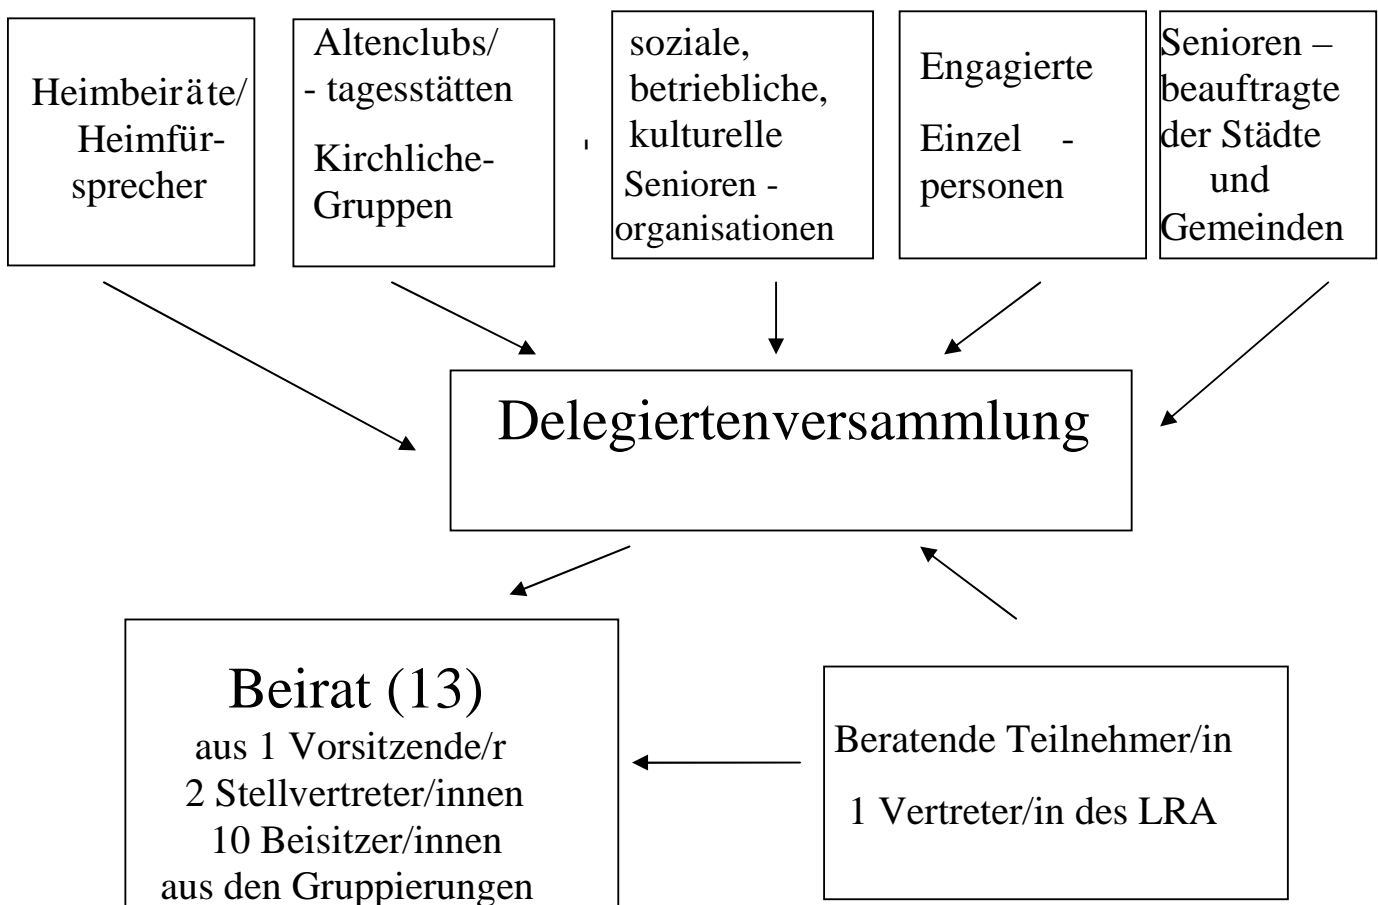 Heimbeiräte/
Heimfür-
sprecher
Altenclubs/
- tagesstätten
Kirchliche-
Gruppen
soziale,
betriebliche,
kulturelle
Senioren -
organisationen
Engagierte
Einzel -
personen
Senioren –
beauftragte
der Städte
und
Gemeinden
Delegiertenversammlung
Beirat (13)
aus 1 Vorsitzende/r
2 Stellvertreter/innen
10 Beisitzer/innen
aus den Gruppierungen
Beratende Teilnehmer/in
1 Vertreter/in des LRA